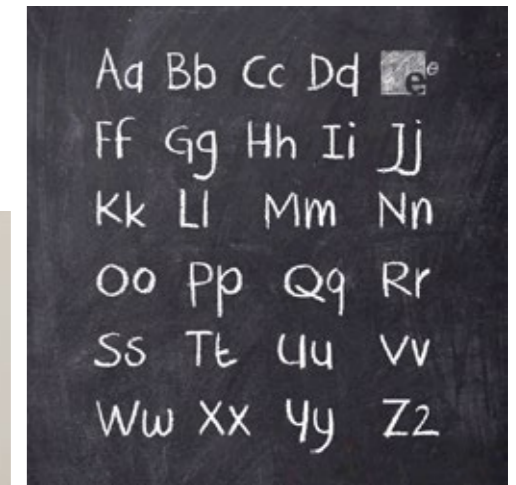 Aa Bb Cc Dd e e
Ff Gg Hh Ii Jj
Kk Ll Mm Nn
Oo Pp Qq Rr
Ss Tt Uu Vv
Ww Xx Yy Zz